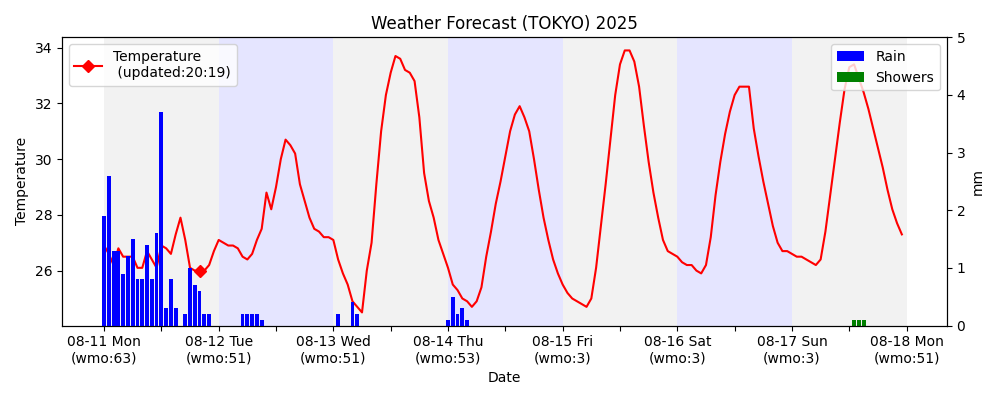 Weather Forecast (TOKYO) 2025
Temperature
(updated:20:19)
Rain
Showers
34
32
30
28
26
Temperature
5
4
3
2
1
0
mm
08-11 Mon
(wmo:63)
08-12 Tue
(wmo:51)
08-13 Wed
(wmo:51)
08-14 Thu
(wmo:53)
08-15 Fri
(wmo:3)
08-16 Sat
(wmo:3)
08-17 Sun
(wmo:3)
08-18 Mon
(wmo:51)
Date